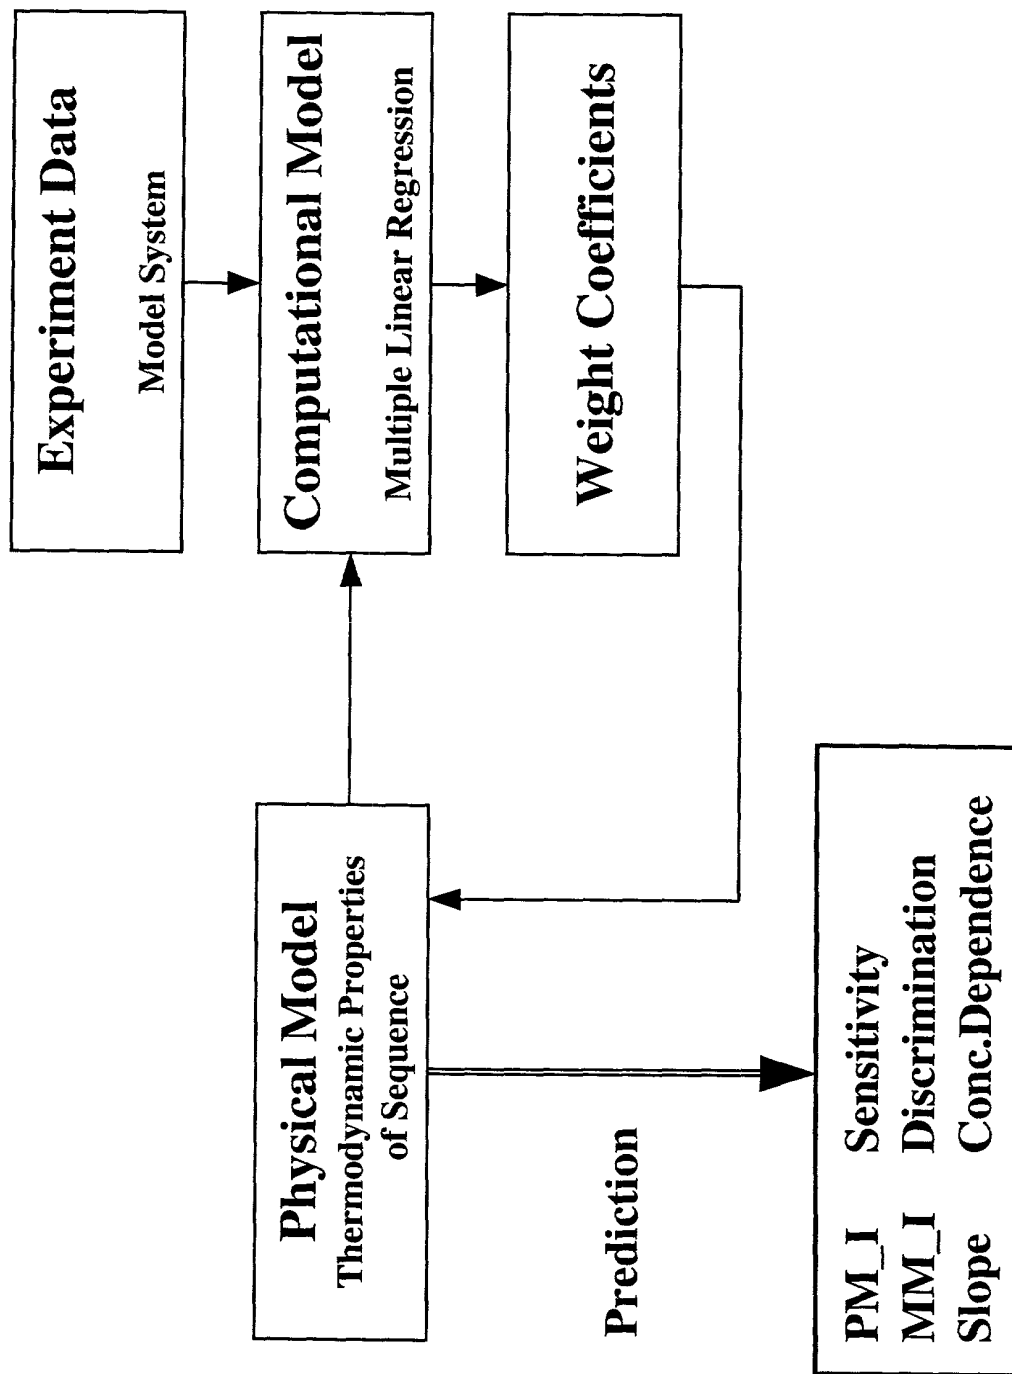 Experiment Data
Model System
Physical Model
Thermodynamic Properties
of Sequence
Computational Model
Multiple Linear Regression
Weight Coefficients
Prediction
PM_I Sensitivity
MM_I Discrimination
Slope Conc.Dependence